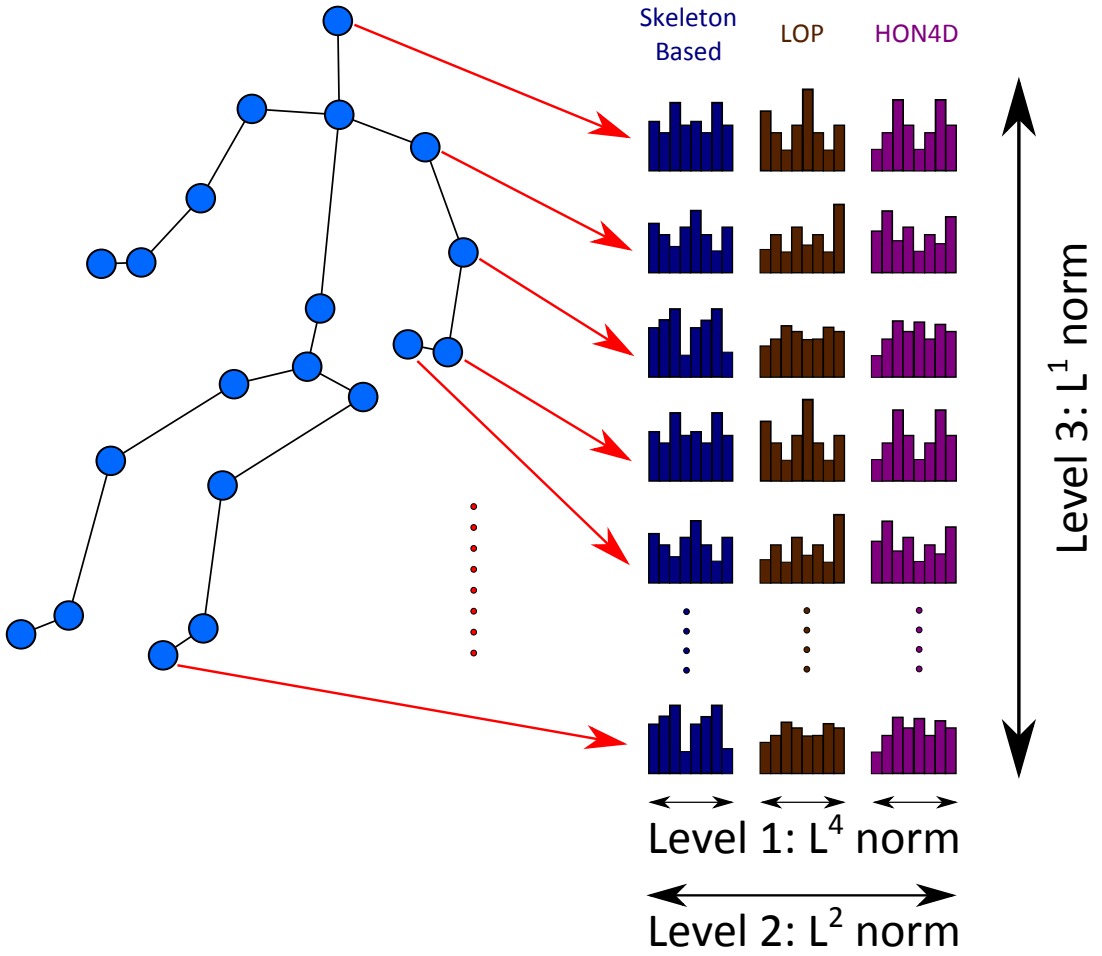 Skeleton
Based
LOP
HON4D
Level 3: L¹ norm
Level 1: L⁴ norm
Level 2: L² norm